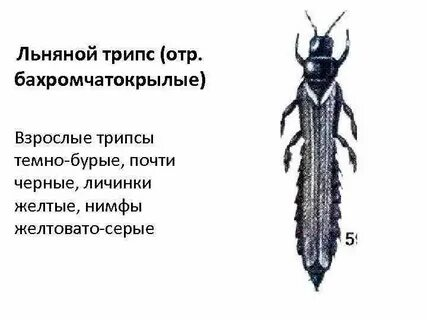 Льняной трипс (отр.
бахромчатокрылые)
Взрослые трипсы
темно-бурые, почти
черные, личинки
желтые, нимфы
желтовато-серые